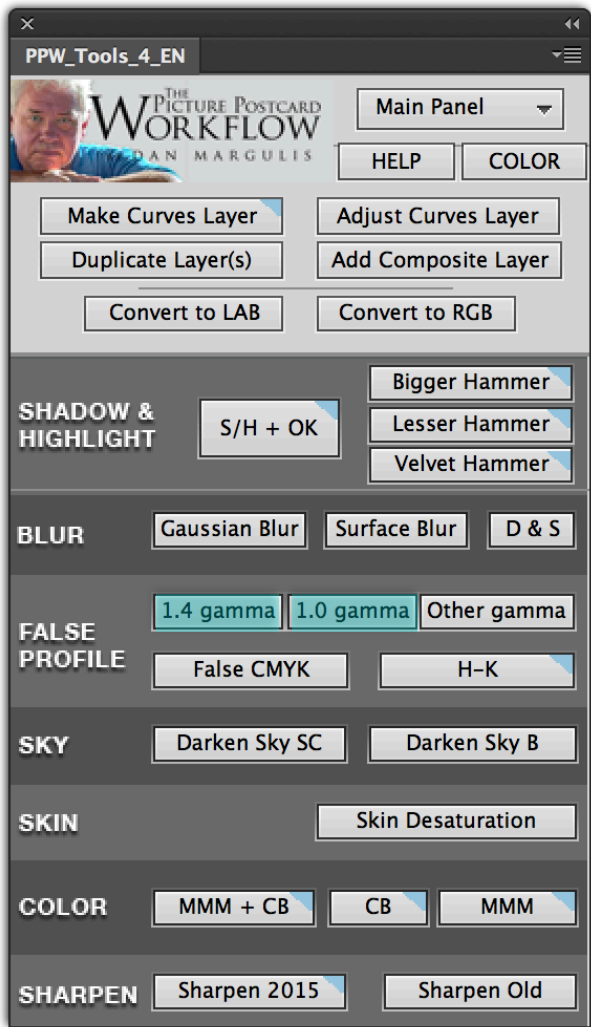 PPW_Tools_4_EN
THE
PICTURE POSTCARD
WORKFLOW
DAN MARGULIS
Main Panel
HELP COLOR
Make Curves Layer Adjust Curves Layer
Duplicate Layer(s) Add Composite Layer
Convert to LAB Convert to RGB
SHADOW &
HIGHLIGHT
S/H + OK
Bigger Hammer
Lesser Hammer
Velvet Hammer
BLUR Gaussian Blur Surface Blur D & S
FALSE
PROFILE
1.4 gamma 1.0 gamma Other gamma
False CMYK H-K
SKY Darken Sky SC Darken Sky B
SKIN Skin Desaturation
COLOR MMM + CB CB MMM
SHARPEN Sharpen 2015 Sharpen Old